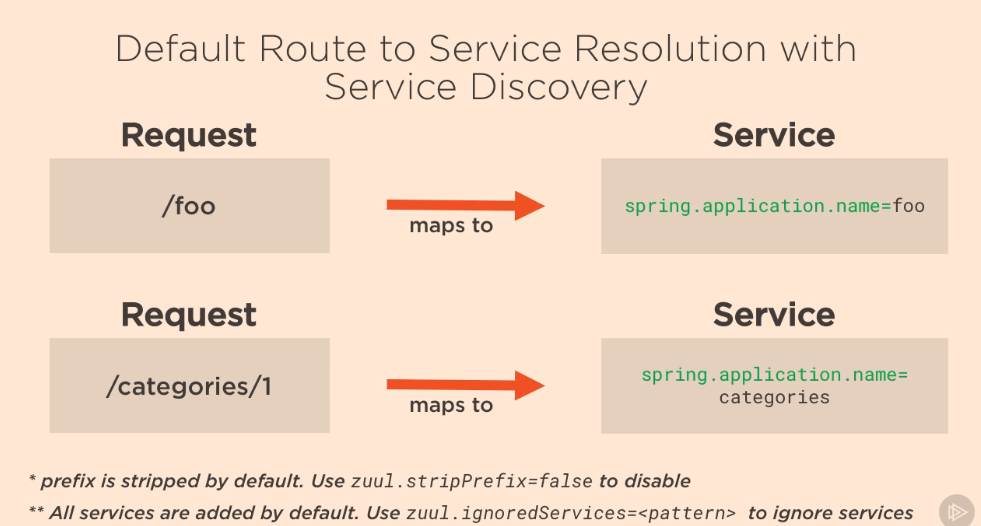 Default Route to Service Resolution with
Service Discovery
Request
Service
/foo
maps to
spring.application.name=foo
Request
Service
/categories/1
maps to
spring.application.name=
categories
* prefix is stripped by default. Use zuul.stripPrefix=false to disable
** All services are added by default. Use zuul.ignoredServices=<pattern> to ignore services